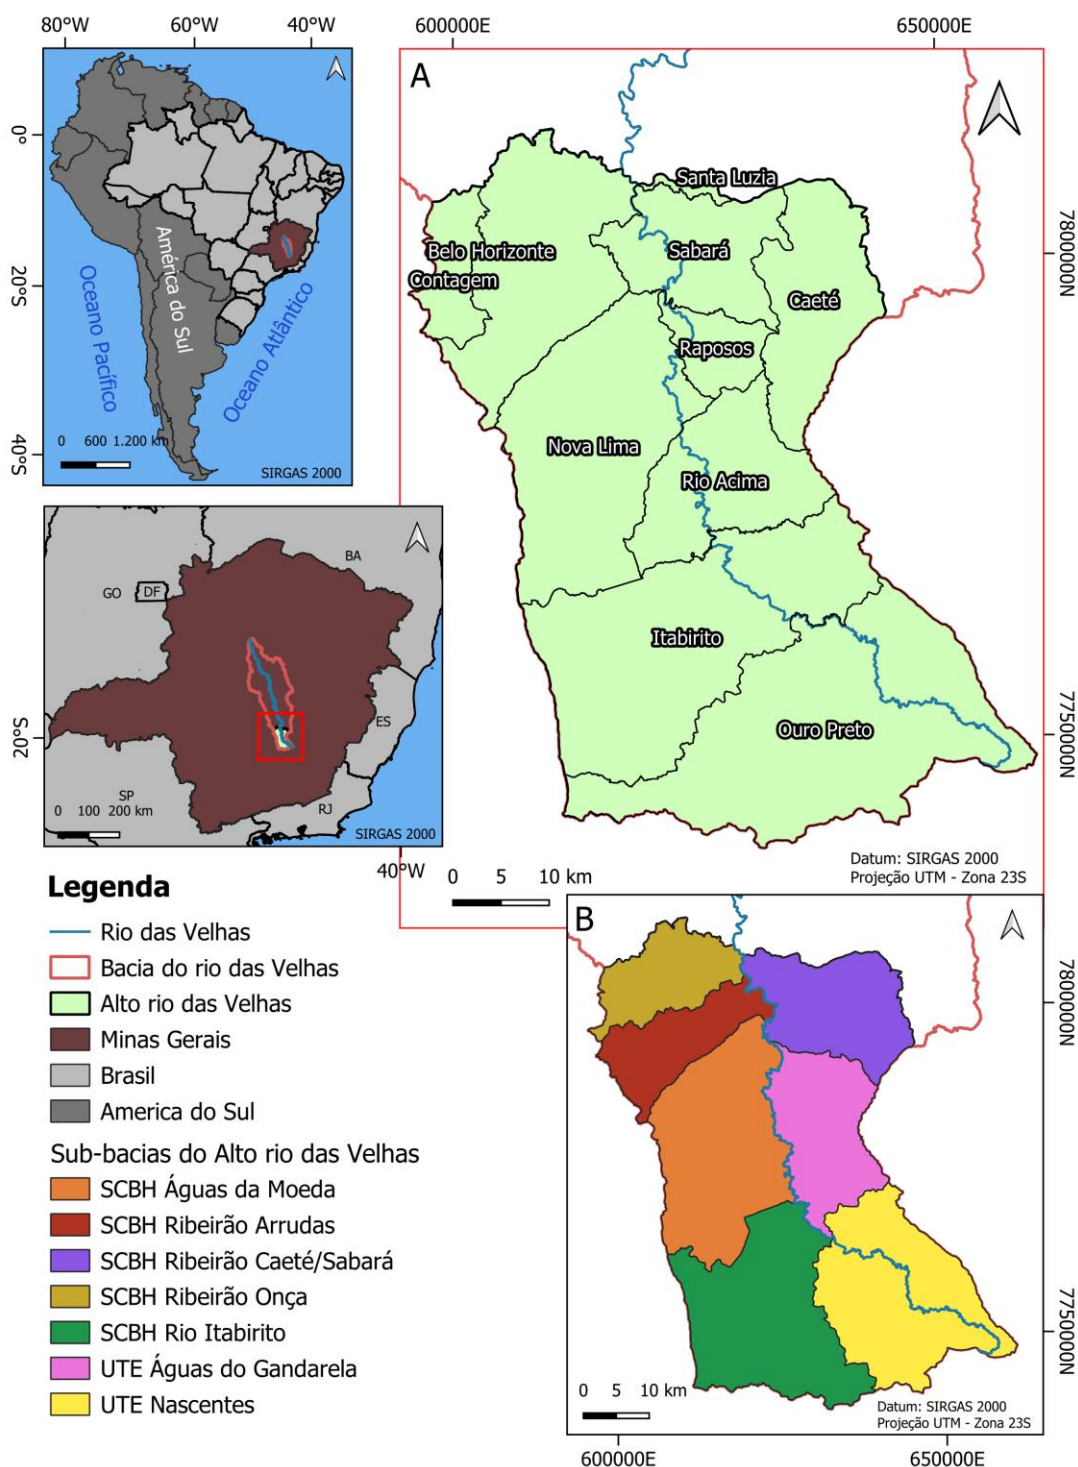 80°W 60°W 40°W
0°
20°S
40°S
América do Sul
Oceano Pacífico
Oceano Atlântico
0 600 1.200 km
SIRGAS 2000
600000E 650000E
A
Santa Luzia
Belo Horizonte
Sabará
Contagem
Caeté
Raposos
Nova Lima
Rio Acima
Itabirito
Ouro Preto
7800000N
7750000N
0 5 10 km
Datum: SIRGAS 2000
Projeção UTM - Zona 23S
BA
GO
DF
ES
SP
RJ
0 100 200 km
SIRGAS 2000
20°S
40°W
Legenda
Rio das Velhas
Bacia do rio das Velhas
Alto rio das Velhas
Minas Gerais
Brasil
America do Sul
Sub-bacias do Alto rio das Velhas
SCBH Águas da Moeda
SCBH Ribeirão Arrudas
SCBH Ribeirão Caeté/Sabará
SCBH Ribeirão Onça
SCBH Rio Itabirito
UTE Águas do Gandarela
UTE Nascentes
B
7800000N
7750000N
0 5 10 km
Datum: SIRGAS 2000
Projeção UTM - Zona 23S
600000E 650000E